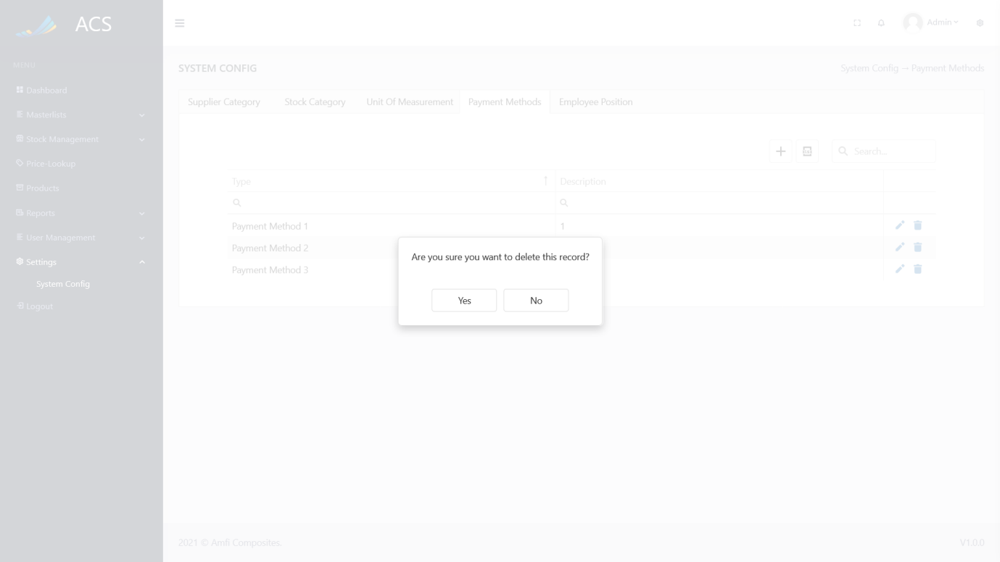 ACS
Admin
MENU
Dashboard
Masterlists
Stock Management
Price-Lookup
Products
Reports
User Management
Settings
System Config
Logout
SYSTEM CONFIG
System Config → Payment Methods
Supplier Category Stock Category Unit Of Measurement Payment Methods Employee Position
Search...
Type Description
Payment Method 1 1
Payment Method 2
Payment Method 3
Are you sure you want to delete this record?
Yes No
2021 © Amfi Composites. V1.0.0